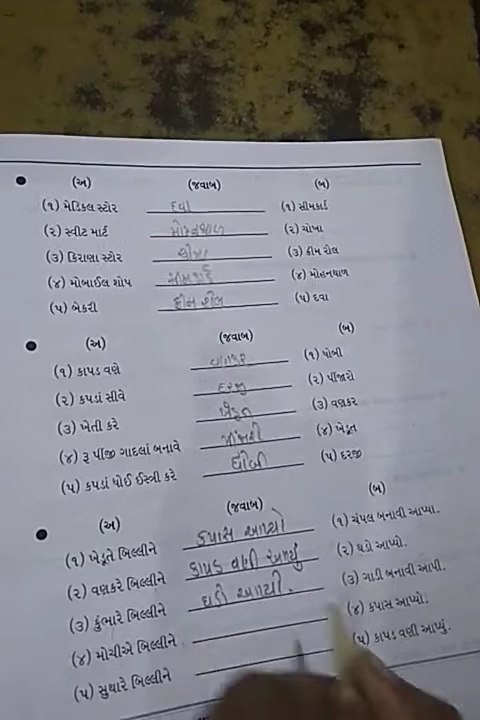 (અ) (જવાબ) (બ)
(૧) મેડિકલ સ્ટોર દવા (૧) સીમકાર્ડ
(૨) સ્વીટ માર્ટ મોહનથાળ (૨) ચોખા
(૩) કિરાણા સ્ટોર ચોખા (૩) ક્રીમ રોલ
(૪) મોબાઈલ શોપ સીમકાર્ડ (૪) મોહનથાળ
(૫) બેકરી ક્રીમ રોલ (૫) દવા
(અ) (જવાબ) (બ)
(૧) કાપડ વણે વણકર (૧) ધોબી
(૨) કપડાં સીવે દરજી (૨) પીંજારો
(૩) ખેતી કરે ખેડૂત (૩) વણકર
(૪) રૂ પીંજી ગાદલાં બનાવે (૪) ખેડૂત
(૫) કપડાં ધોઈ ઈસ્ત્રી કરે ધોબી (૫) દરજી
(અ) (જવાબ) (બ)
(૧) ખેડૂતે બિલ્લીને કપાસ આપ્યો (૧) ચંપલ બનાવી આપ્યા.
(૨) વણકરે બિલ્લીને કાપડ વણી આપ્યું (૨) ઘડો આપ્યો.
(૩) કુંભારે બિલ્લીને ઘડો આપ્યો. (૩) ગાડી બનાવી આપી.
(૪) મોચીએ બિલ્લીને (૪) કપાસ આપ્યો.
(૫) સુથારે બિલ્લીને (૫) કાપડ વણી આપ્યું.